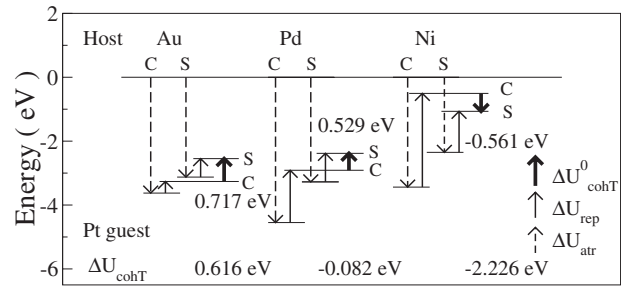 2
Host Au Pd Ni
C S C S C S
0
C
S
0.529 eV
-0.561 eV
-2
S
S
C
C
0.717 eV
ΔU⁰cohT
ΔUrep
ΔUatr
-4
Pt guest
ΔUcohT 0.616 eV -0.082 eV -2.226 eV
-6
Energy ( eV )